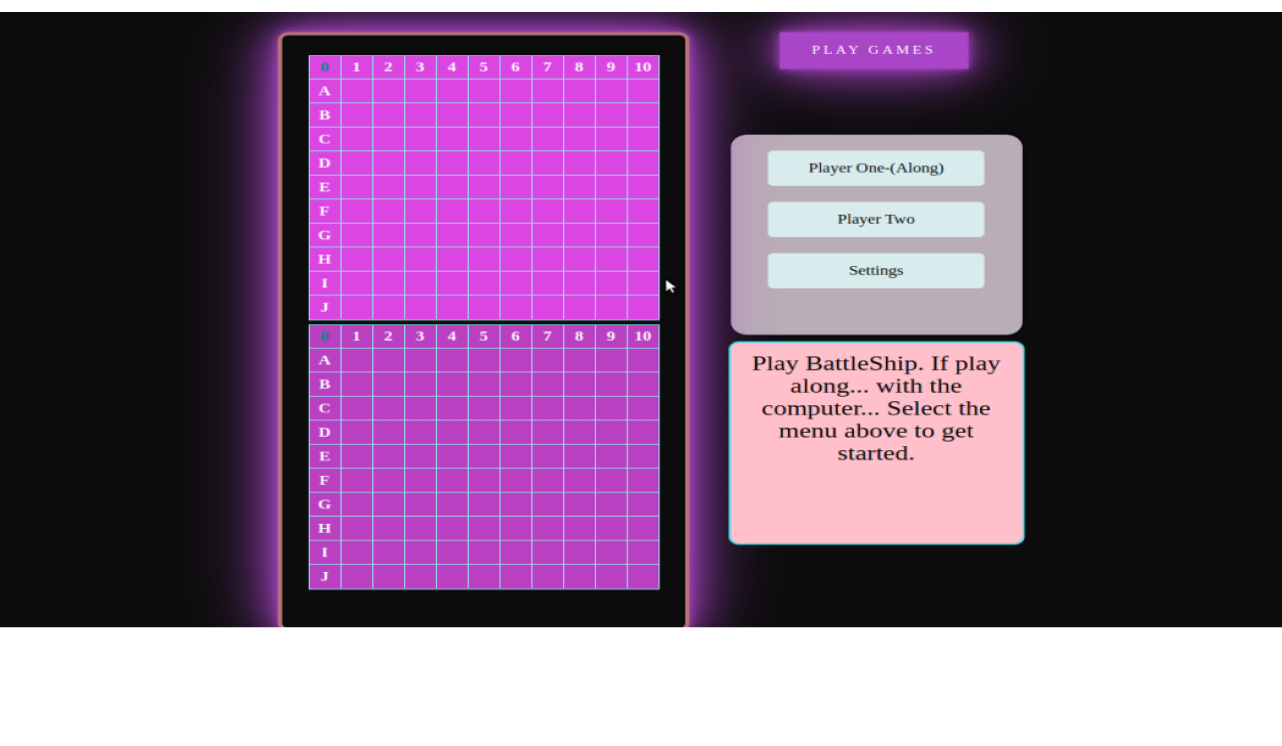 0 1 2 3 4 5 6 7 8 9 10
A
B
C
D
E
F
G
H
I
J
0 1 2 3 4 5 6 7 8 9 10
A
B
C
D
E
F
G
H
I
J
PLAY GAMES
Player One-(Along)
Player Two
Settings
Play BattleShip. If play
along... with the
computer... Select the
menu above to get
started.